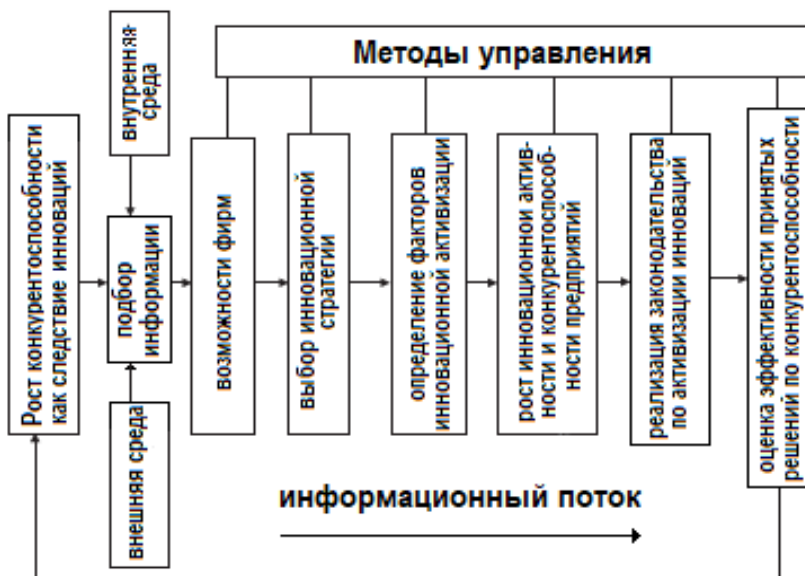 Методы управления
Рост конкурентоспособности
как следствие инноваций
внутренняя
среда
подбор
информации
внешняя среда
возможности фирм
выбор инновационной
стратегии
определение факторов
инновационной активизации
рост инновационной актив-
ности и конкурентоспособ-
ности предприятий
реализация законодательства
по активизации инноваций
оценка эффективности принятых
решений по конкурентоспособности
информационный поток